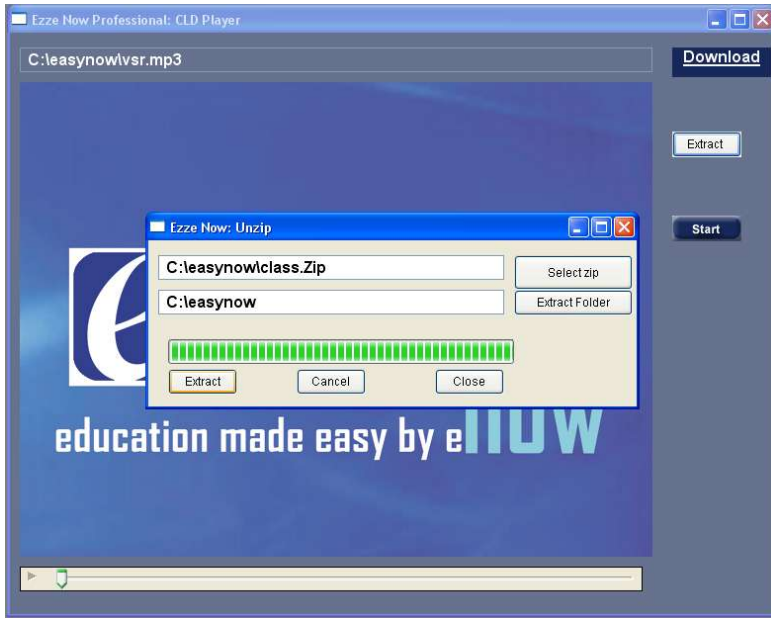 Ezze Now Professional: CLD Player
C:\easynow\vsr.mp3
Download
Extract
Start
Ezze Now: Unzip
C:\easynow\class.Zip
Select zip
C:\easynow
Extract Folder
Extract
Cancel
Close
education made easy by enow